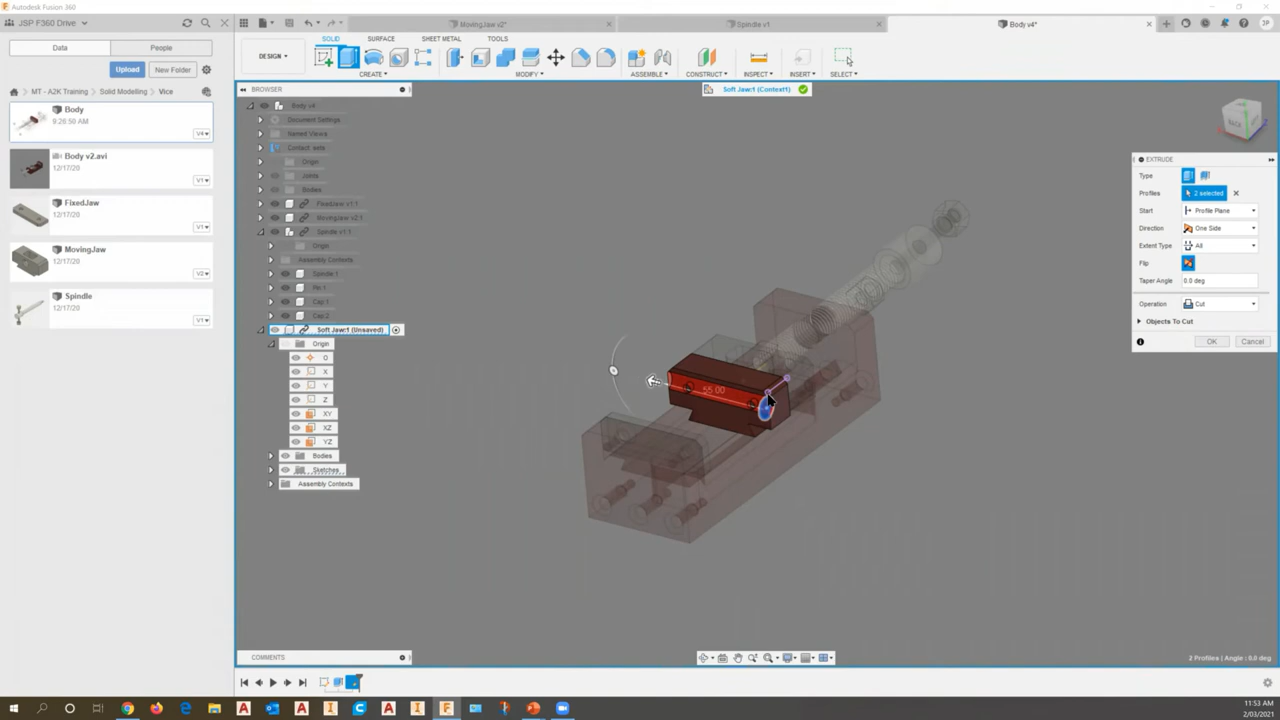 Autodesk Fusion 360
JSP F360 Drive
MovingJaw v2*
Spindle v1
Body v4*
JP
Data
People
SOLID
SURFACE
SHEET METAL
TOOLS
DESIGN
Upload
New Folder
CREATE
MODIFY
ASSEMBLE
CONSTRUCT
INSPECT
INSERT
SELECT
MT - A2K Training
Solid Modelling
Vice
BROWSER
Soft Jaw:1 (Context1)
Body
9:26:50 AM
V4
Body v2.avi
12/17/20
V1
FixedJaw
12/17/20
V1
MovingJaw
12/17/20
V2
Spindle
12/17/20
V1
Body v4
Document Settings
Named Views
Contact sets
Origin
Joints
Bodies
FixedJaw v1:1
MovingJaw v2:1
Spindle v1:1
Origin
Assembly Contexts
Spindle:1
Pin:1
Cap:1
Cap:2
Soft Jaw:1 (Unsaved)
Origin
O
X
Y
Z
XY
XZ
YZ
Bodies
Sketches
Assembly Contexts
BACK
EXTRUDE
Type
Profiles
2 selected
Start
Profile Plane
Direction
One Side
Extent Type
All
Flip
Taper Angle
0.0 deg
Operation
Cut
Objects To Cut
OK
Cancel
55.00
COMMENTS
2 Profiles | Angle : 0.0 deg
11:53 AM
2/03/2021